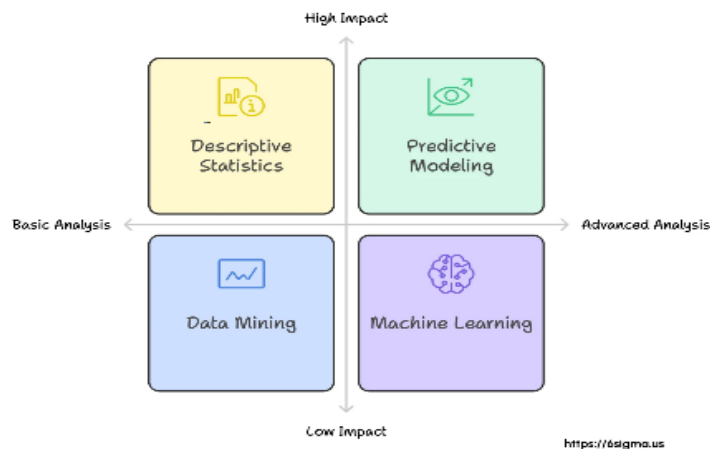 High Impact
Descriptive
Statistics
Predictive
Modeling
Basic Analysis
Advanced Analysis
Data Mining
Machine Learning
Low Impact
https://6sigma.us